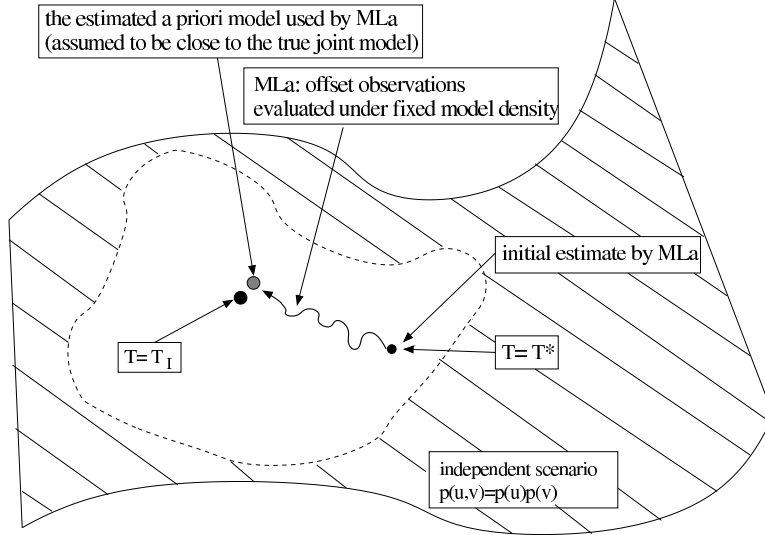 the estimated a priori model used by MLa
(assumed to be close to the true joint model)
MLa: offset observations
evaluated under fixed model density
initial estimate by MLa
T= T_I
T= T*
independent scenario
p(u,v)=p(u)p(v)